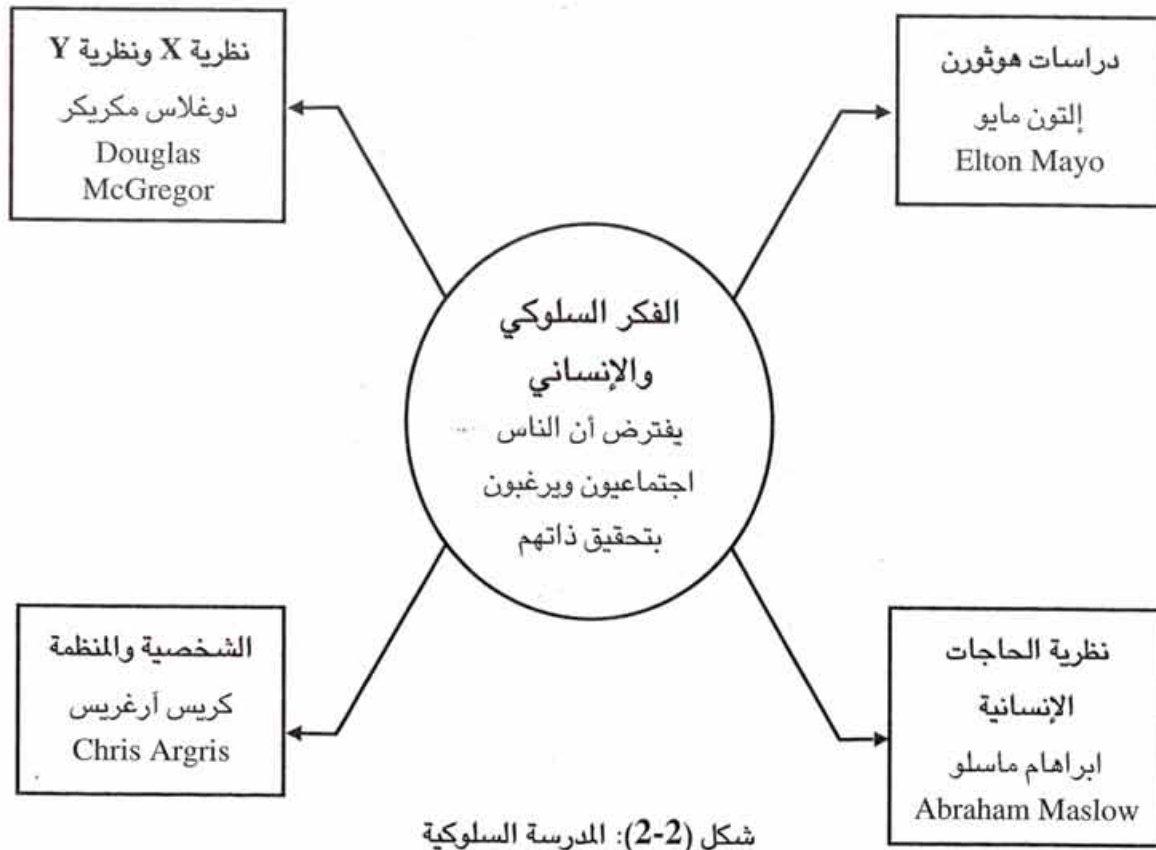 دراسات هوثورن
إلتون مايو
Elton Mayo
نظرية X ونظرية Y
دوغلاس مكريكر
Douglas
McGregor
الفكر السلوكي
والإنساني
يفترض أن الناس
اجتماعيون ويرغبون
بتحقيق ذاتهم
نظرية الحاجات
الإنسانية
ابراهام ماسلو
Abraham Maslow
الشخصية والمنظمة
كريس أرغريس
Chris Argris
شكل (2-2): المدرسة السلوكية